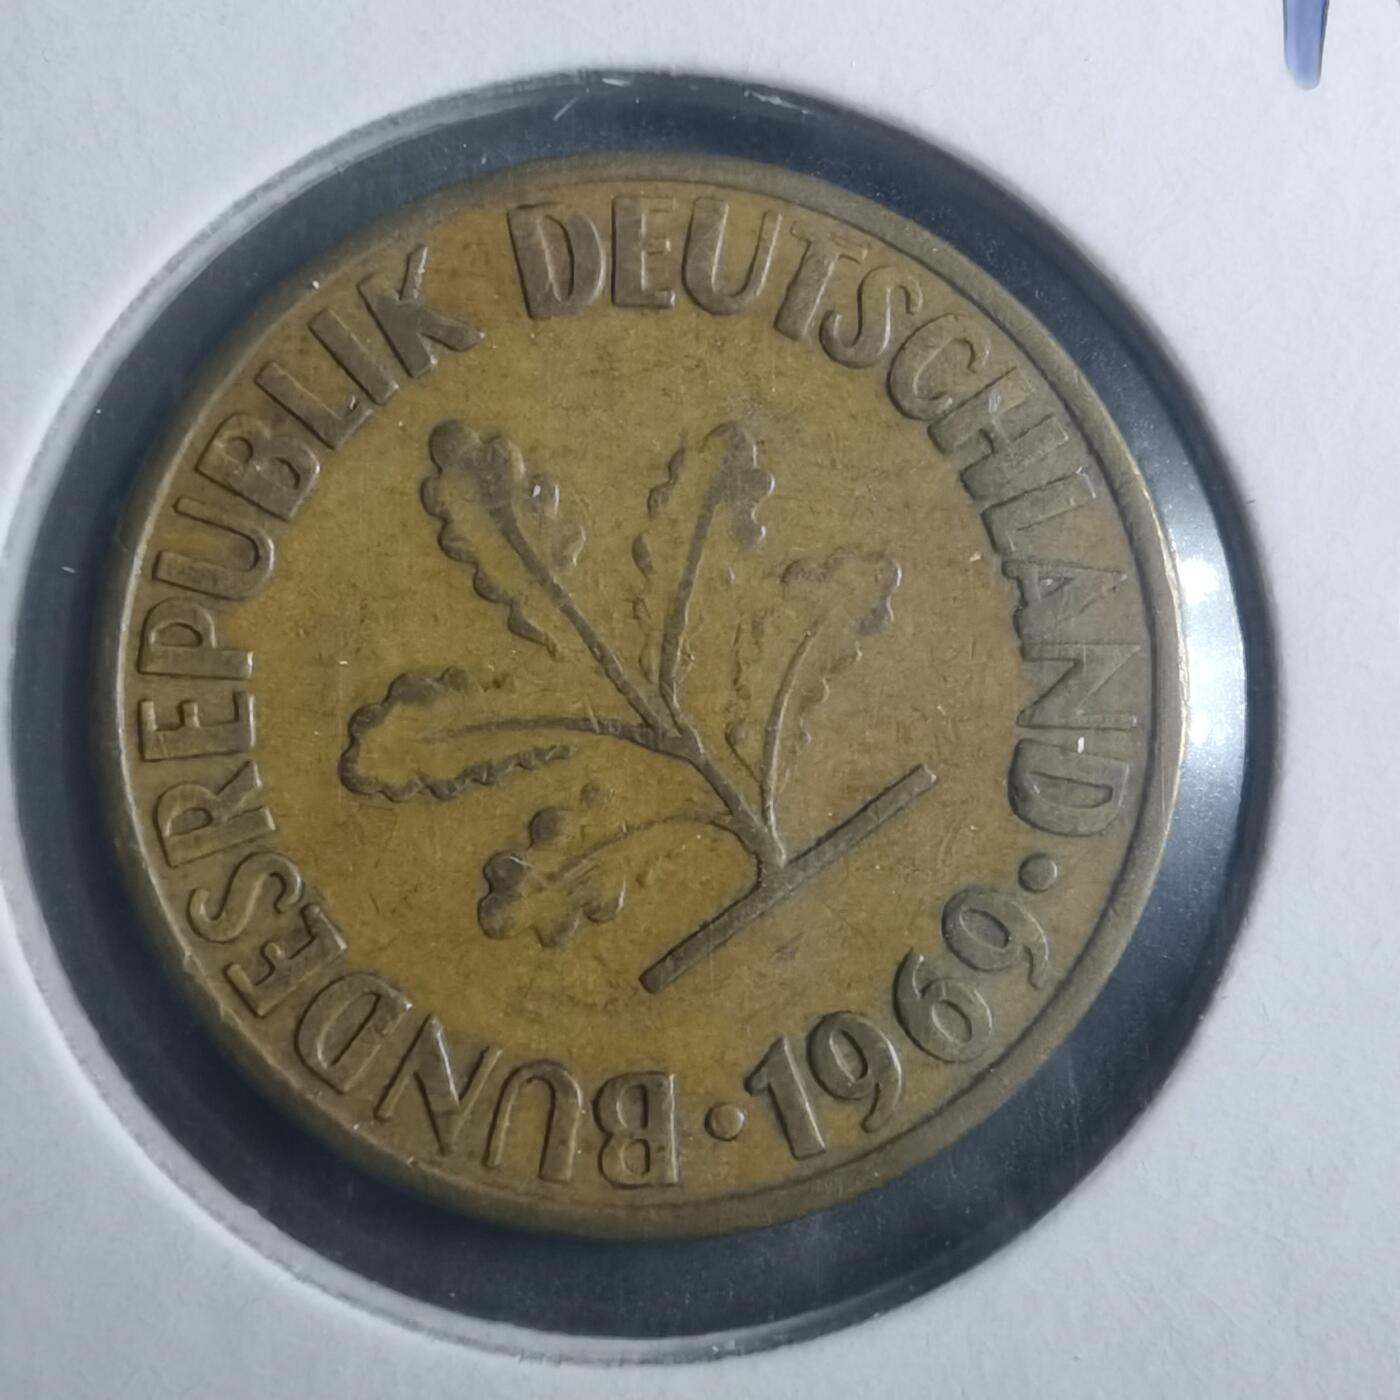 BUNDESREPUBLIK DEUTSCHLAND
· 1969 ·